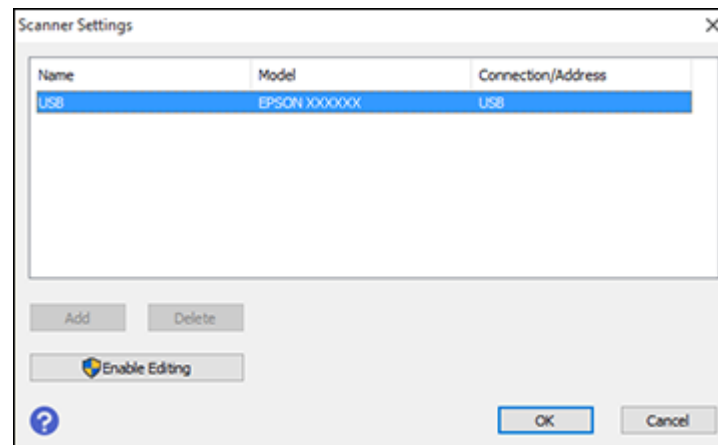 Scanner Settings
Name Model Connection/Address
USB EPSON XXXXXX USB
Add Delete
Enable Editing
OK Cancel